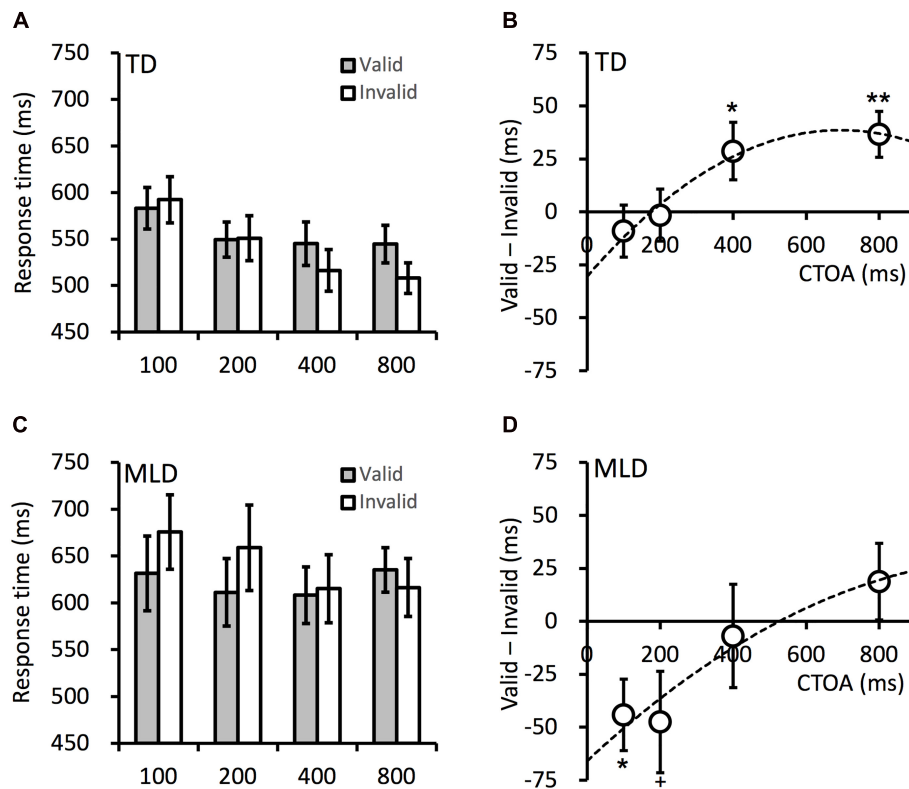 A
TD
Valid
Invalid
Response time (ms)
750
700
650
600
550
500
450
100 200 400 800
B
TD
Valid – Invalid (ms)
75
50
25
0
-25
-50
-75
0 200 400 600 800
CTOA (ms)
*
**
C
MLD
Valid
Invalid
Response time (ms)
750
700
650
600
550
500
450
100 200 400 800
D
MLD
Valid – Invalid (ms)
75
50
25
0
-25
-50
-75
0 200 400 600 800
CTOA (ms)
*
+